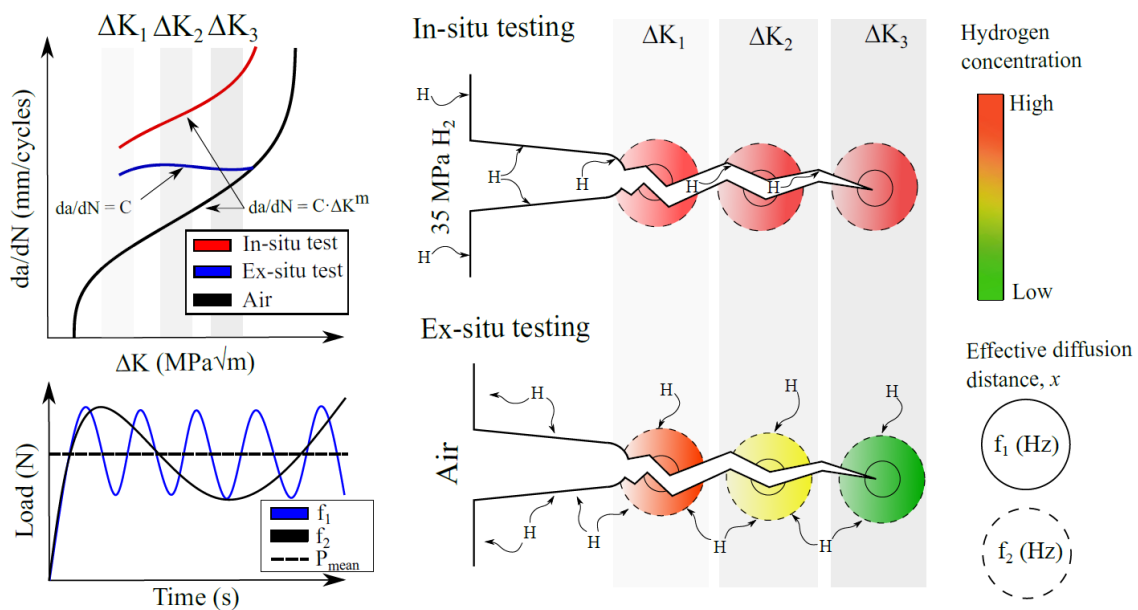 ΔK₁ ΔK₂ ΔK₃
da/dN (mm/cycles)
da/dN = C
da/dN = C·ΔKᵐ
In-situ test
Ex-situ test
Air
ΔK (MPa√m)
Load (N)
f₁
f₂
Pmean
Time (s)
In-situ testing
ΔK₁
ΔK₂
ΔK₃
35 MPa H₂
H
H
H
H
H
H
Ex-situ testing
Air
H
H
H
H
H
H
H
H
H
H
H
Hydrogen
concentration
High
Low
Effective diffusion
distance, x
f₁ (Hz)
f₂ (Hz)